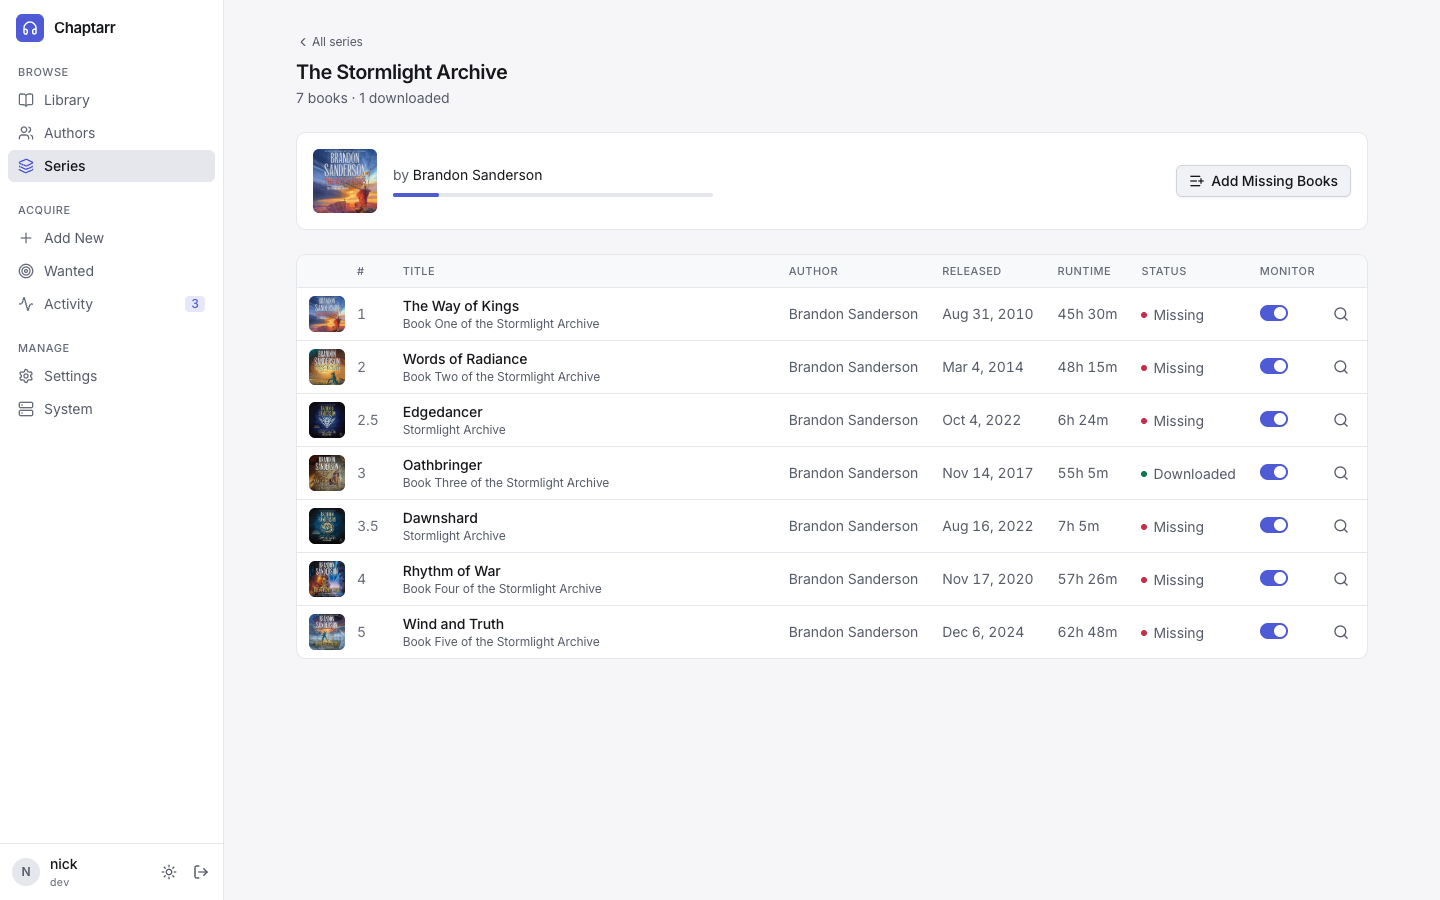 Chaptarr
BROWSE
Library
Authors
Series
ACQUIRE
Add New
Wanted
Activity 3
MANAGE
Settings
System
N nick
dev
All series
The Stormlight Archive
7 books · 1 downloaded
BRANDON
SANDERSON
by Brandon Sanderson
Add Missing Books
# TITLE AUTHOR RELEASED RUNTIME STATUS MONITOR
1 The Way of Kings Brandon Sanderson Aug 31, 2010 45h 30m Missing
Book One of the Stormlight Archive
2 Words of Radiance Brandon Sanderson Mar 4, 2014 48h 15m Missing
Book Two of the Stormlight Archive
2.5 Edgedancer Brandon Sanderson Oct 4, 2022 6h 24m Missing
Stormlight Archive
3 Oathbringer Brandon Sanderson Nov 14, 2017 55h 5m Downloaded
Book Three of the Stormlight Archive
3.5 Dawnshard Brandon Sanderson Aug 16, 2022 7h 5m Missing
Stormlight Archive
4 Rhythm of War Brandon Sanderson Nov 17, 2020 57h 26m Missing
Book Four of the Stormlight Archive
5 Wind and Truth Brandon Sanderson Dec 6, 2024 62h 48m Missing
Book Five of the Stormlight Archive